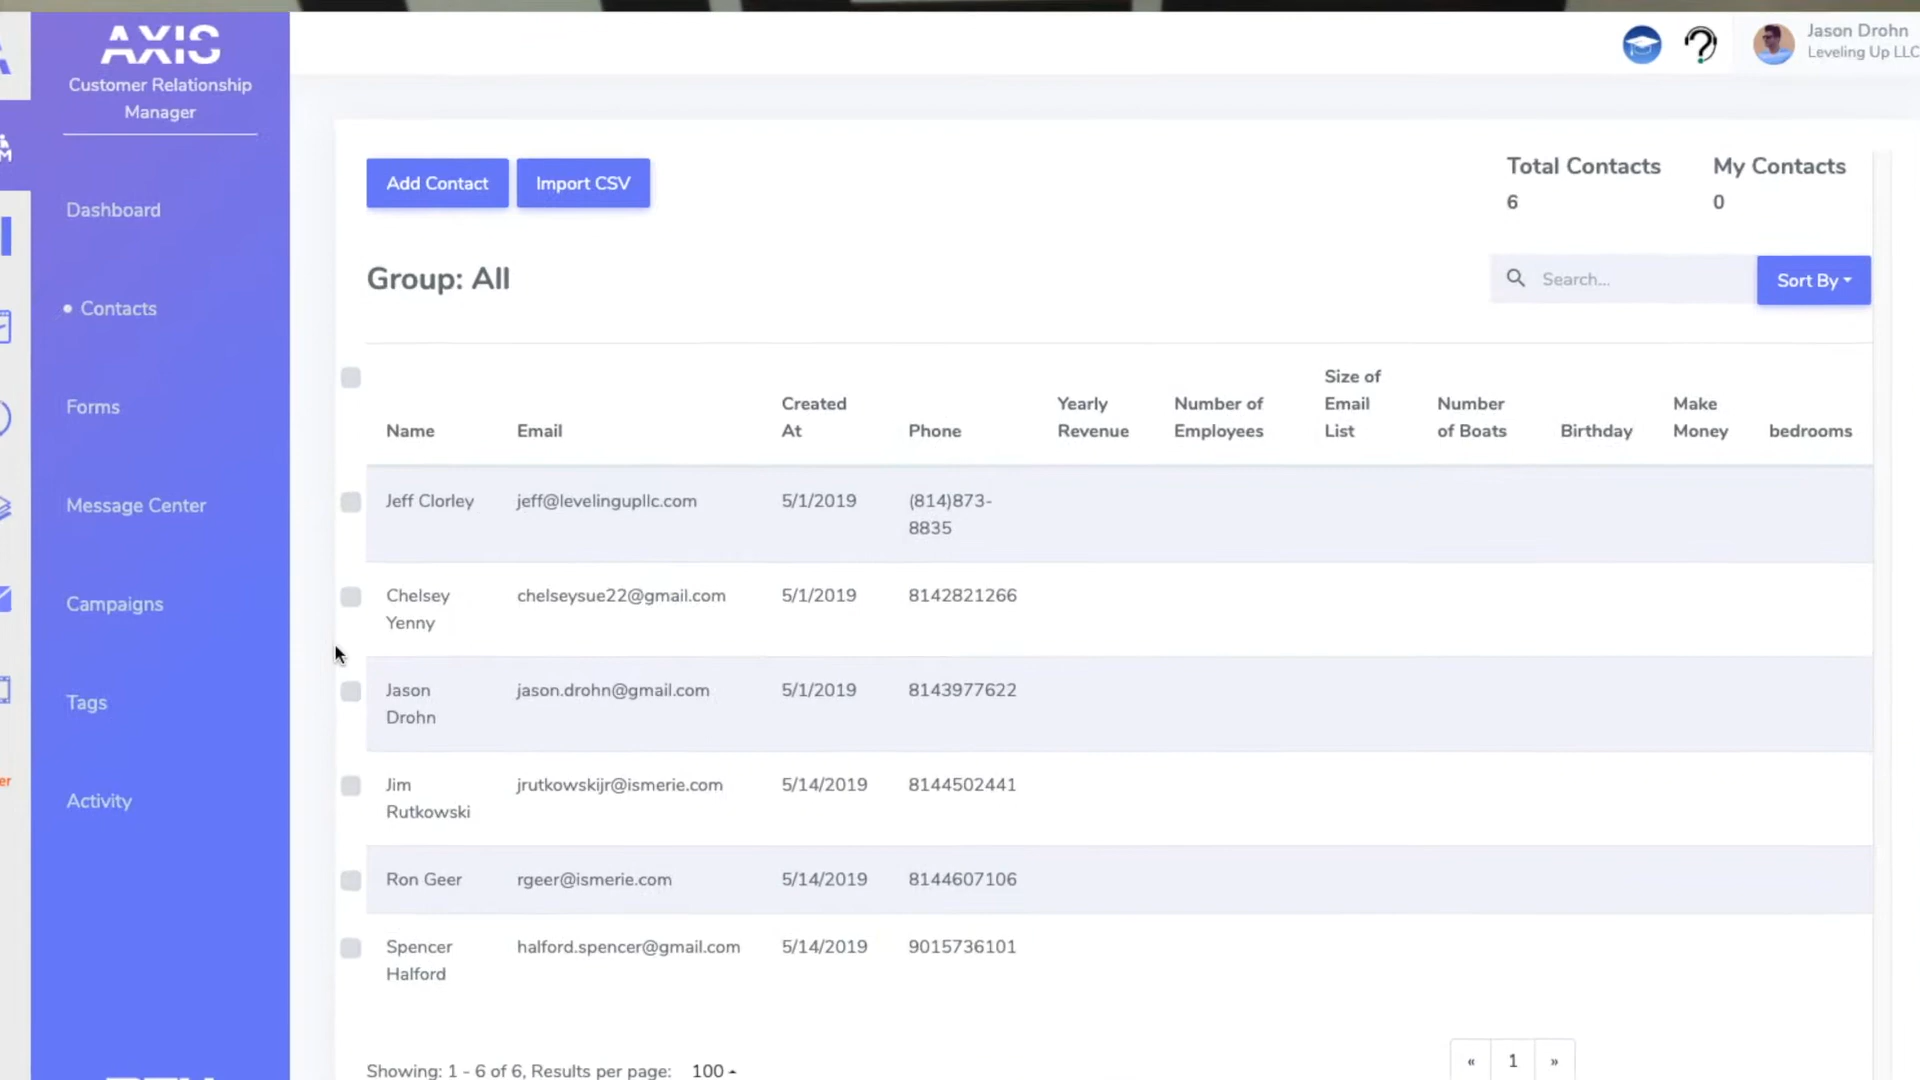 AXIS
Customer Relationship
Manager
Dashboard
Contacts
Forms
Message Center
Campaigns
Tags
Activity
er
Jason Drohn
Leveling Up LLC
Add Contact
Import CSV
Total Contacts
6
My Contacts
0
Group: All
Search...
Sort By
Name
Email
Created
At
Phone
Yearly
Revenue
Number of
Employees
Size of
Email
List
Number
of Boats
Birthday
Make
Money
bedrooms
Jeff Clorley
jeff@levelingupllc.com
5/1/2019
(814)873-
8835
Chelsey
Yenny
chelseysue22@gmail.com
5/1/2019
8142821266
Jason
Drohn
jason.drohn@gmail.com
5/1/2019
8143977622
Jim
Rutkowski
jrutkowskijr@ismerie.com
5/14/2019
8144502441
Ron Geer
rgeer@ismerie.com
5/14/2019
8144607106
Spencer
Halford
halford.spencer@gmail.com
5/14/2019
9015736101
Showing: 1 - 6 of 6, Results per page: 100
« 1 »